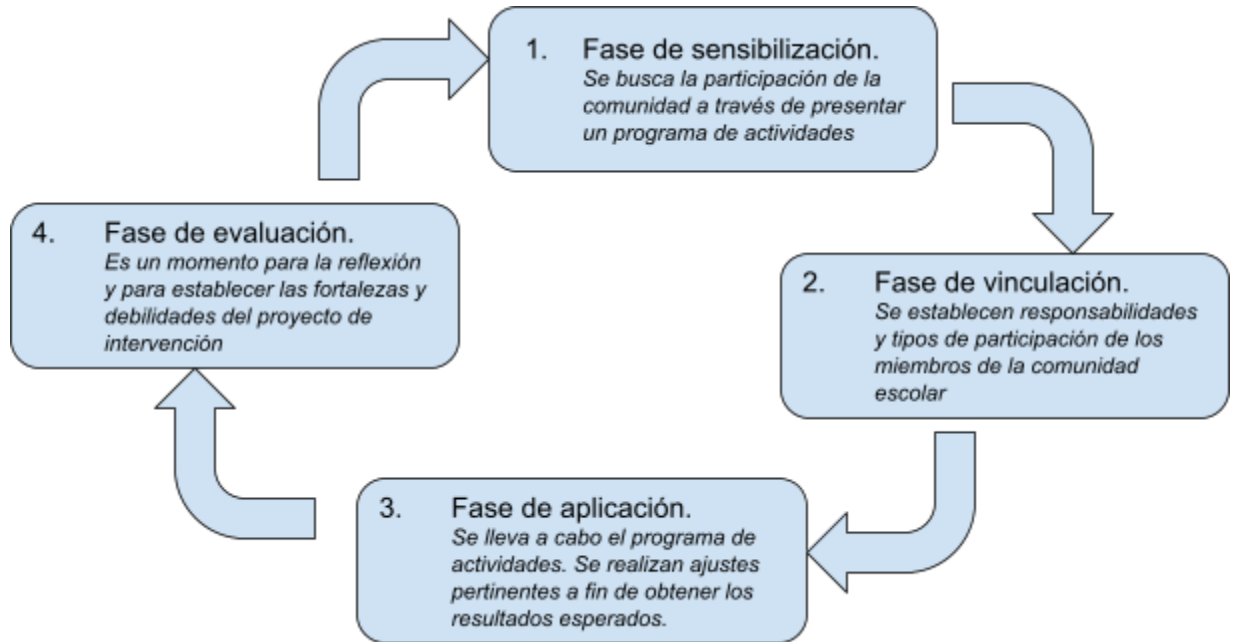 1. Fase de sensibilización.
Se busca la participación de la
comunidad a través de presentar
un programa de actividades
2. Fase de vinculación.
Se establecen responsabilidades
y tipos de participación de los
miembros de la comunidad
escolar
3. Fase de aplicación.
Se lleva a cabo el programa de
actividades. Se realizan ajustes
pertinentes a fin de obtener los
resultados esperados.
4. Fase de evaluación.
Es un momento para la reflexión
y para establecer las fortalezas y
debilidades del proyecto de
intervención